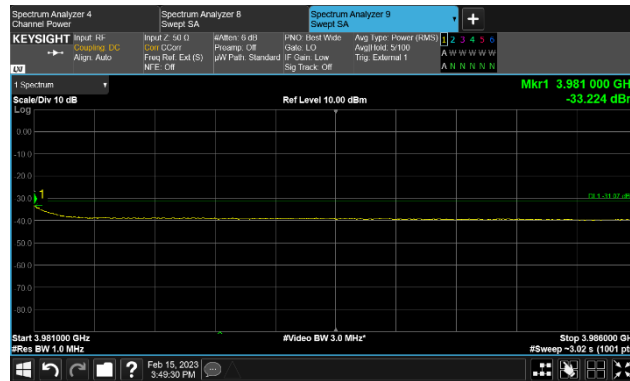 Spectrum Analyzer 4
Channel Power
Spectrum Analyzer 8
Swept SA
Spectrum Analyzer 9
Swept SA
KEYSIGHT
Input: RF
Coupling: DC
Align: Auto
LXI
Input Z: 50 Ω
Corr CCorr
Freq Ref: Ext (S)
NFE: Off
#Atten: 6 dB
Preamp: Off
µW Path: Standard
PNO: Best Wide
Gate: LO
IF Gain: Low
Sig Track: Off
Avg Type: Power (RMS)
Avg|Hold: 5/100
Trig: External 1
1 2 3 4 5 6
A W W W W W
A N N N N N
1 Spectrum
Scale/Div 10 dB
Log
Ref Level 10.00 dBm
Mkr1 3.981 000 GH
-33.224 dBr
0.00
-10.0
-20.0
-30.0
-40.0
-50.0
-60.0
-70.0
-80.0
1
Start 3.981000 GHz
#Res BW 1.0 MHz
#Video BW 3.0 MHz*
Stop 3.986000 GH
#Sweep ~3.02 s (1001 pt
Feb 15, 2023
3:49:30 PM